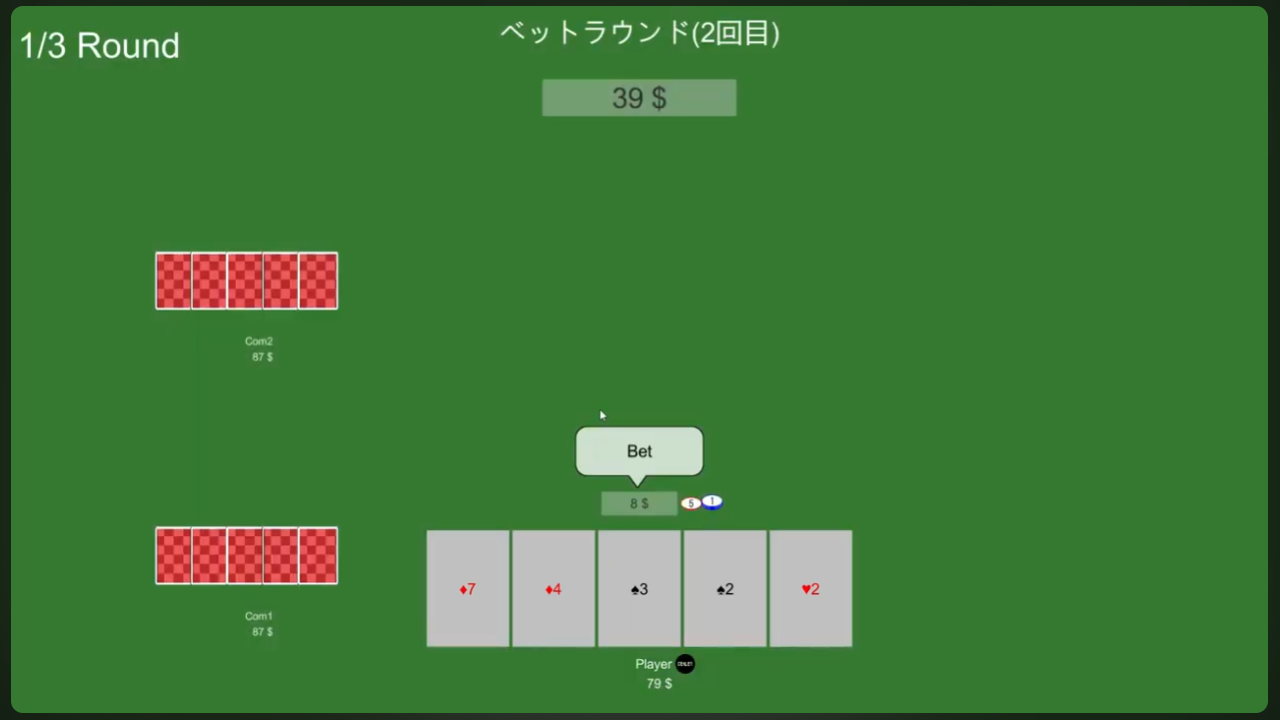 1/3 Round
ベットラウンド(2回目)
39 $
Com2
87 $
Bet
8 $
5
1
♦7
♦4
♠3
♠2
♥2
Com1
87 $
Player
DEALER
79 $